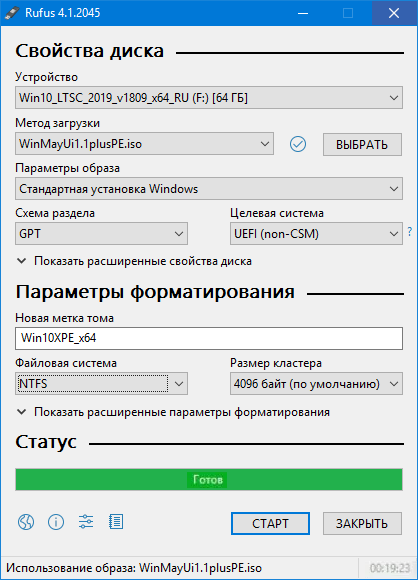 Rufus 4.1.2045
Свойства диска
Устройство
Win10_LTSC_2019_v1809_x64_RU (F:) [64 ГБ]
Метод загрузки
WinMayUi1.1plusPE.iso
ВЫБРАТЬ
Параметры образа
Стандартная установка Windows
Схема раздела
Целевая система
GPT
UEFI (non-CSM)
?
Показать расширенные свойства диска
Параметры форматирования
Новая метка тома
Win10XPE_x64
Файловая система
Размер кластера
NTFS
4096 байт (по умолчанию)
Показать расширенные параметры форматирования
Статус
Готов
СТАРТ
ЗАКРЫТЬ
Использование образа: WinMayUi1.1plusPE.iso
00:19:23